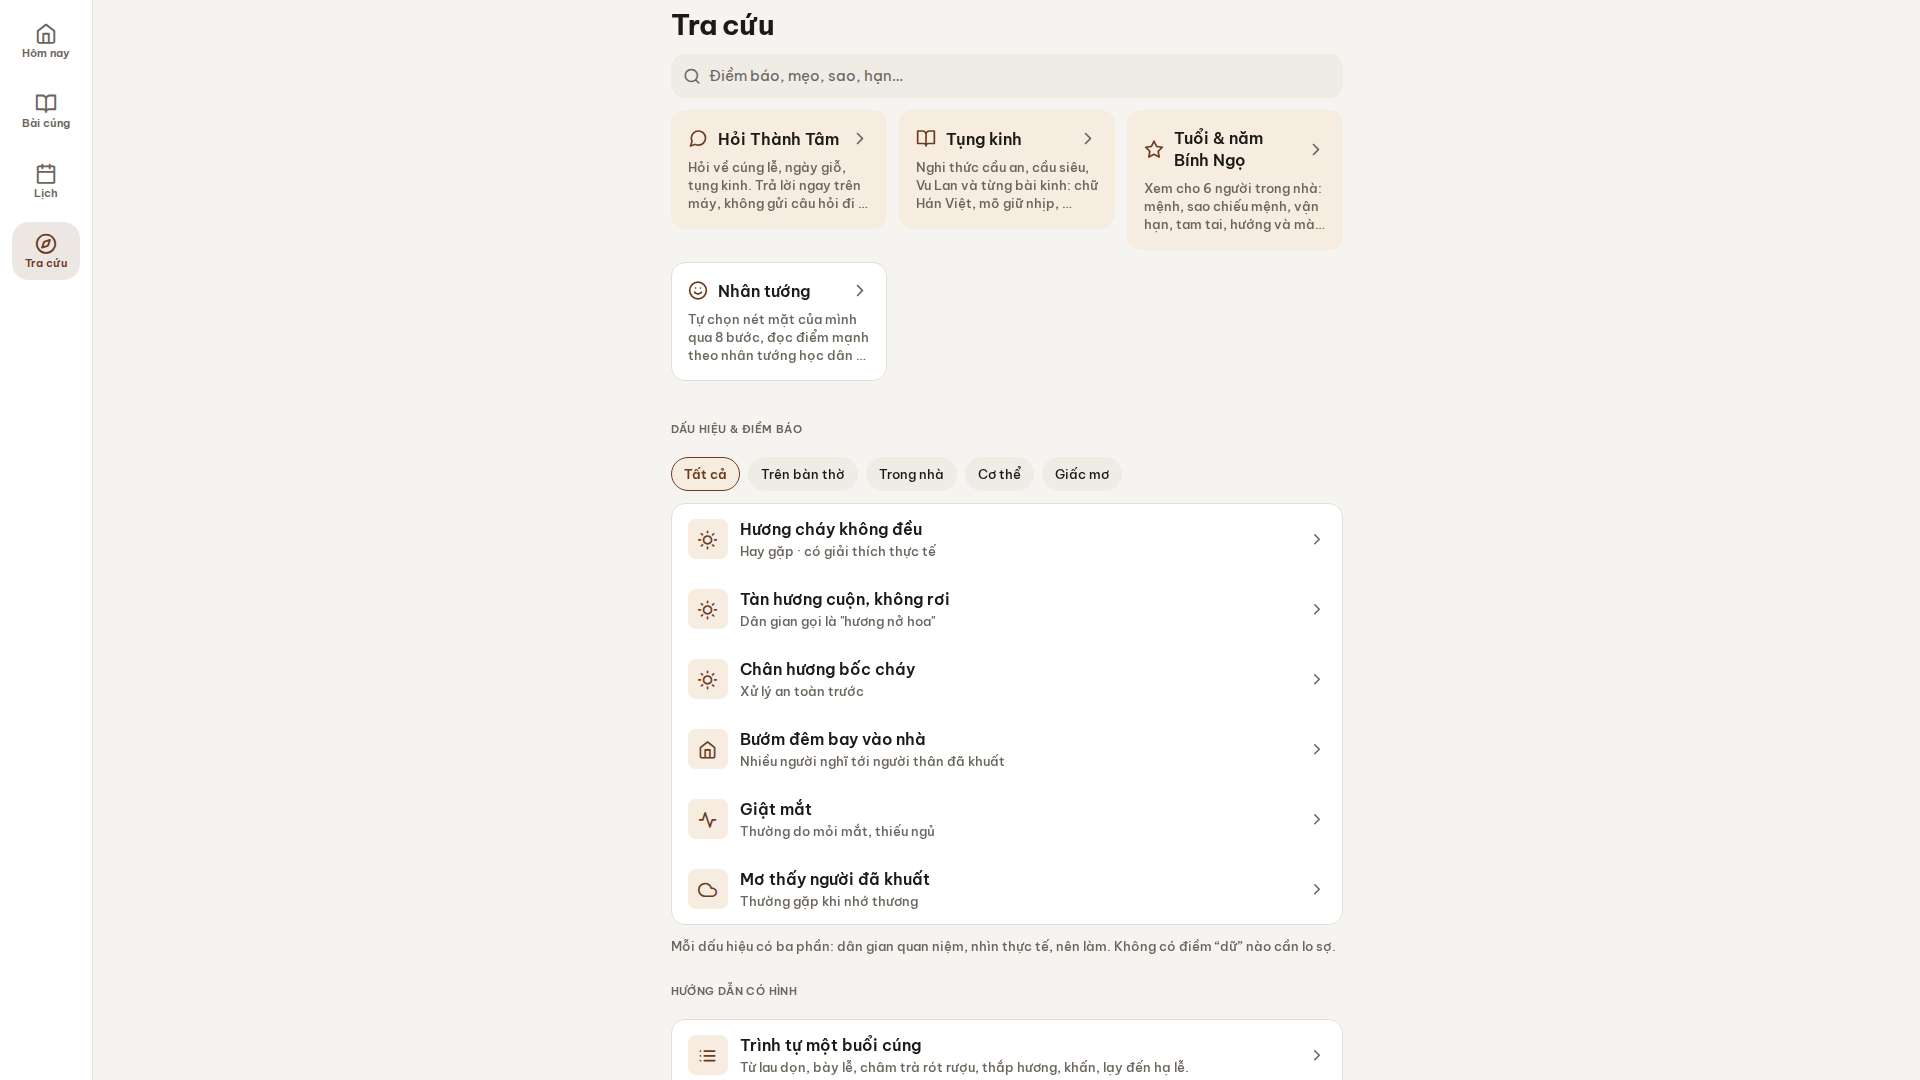 Hôm nay
Bài cúng
Lịch
Tra cứu
Tra cứu
Điềm báo, mẹo, sao, hạn...
Hỏi Thành Tâm
Hỏi về cúng lễ, ngày giỗ,
tụng kinh. Trả lời ngay trên
máy, không gửi câu hỏi đi ...
Tụng kinh
Nghi thức cầu an, cầu siêu,
Vu Lan và từng bài kinh: chữ
Hán Việt, mõ giữ nhịp, ...
Tuổi & năm
Bính Ngọ
Xem cho 6 người trong nhà:
mệnh, sao chiếu mệnh, vận
hạn, tam tai, hướng và mà...
Nhân tướng
Tự chọn nét mặt của mình
qua 8 bước, đọc điểm mạnh
theo nhân tướng học dân ...
DẤU HIỆU & ĐIỀM BÁO
Tất cả
Trên bàn thờ
Trong nhà
Cơ thể
Giấc mơ
Hương cháy không đều
Hay gặp · có giải thích thực tế
Tàn hương cuộn, không rơi
Dân gian gọi là "hương nở hoa"
Chân hương bốc cháy
Xử lý an toàn trước
Bướm đêm bay vào nhà
Nhiều người nghĩ tới người thân đã khuất
Giật mắt
Thường do mỏi mắt, thiếu ngủ
Mơ thấy người đã khuất
Thường gặp khi nhớ thương
Mỗi dấu hiệu có ba phần: dân gian quan niệm, nhìn thực tế, nên làm. Không có điềm “dữ” nào cần lo sợ.
HƯỚNG DẪN CÓ HÌNH
Trình tự một buổi cúng
Từ lau dọn, bày lễ, châm trà rót rượu, thắp hương, khấn, lạy đến hạ lễ.